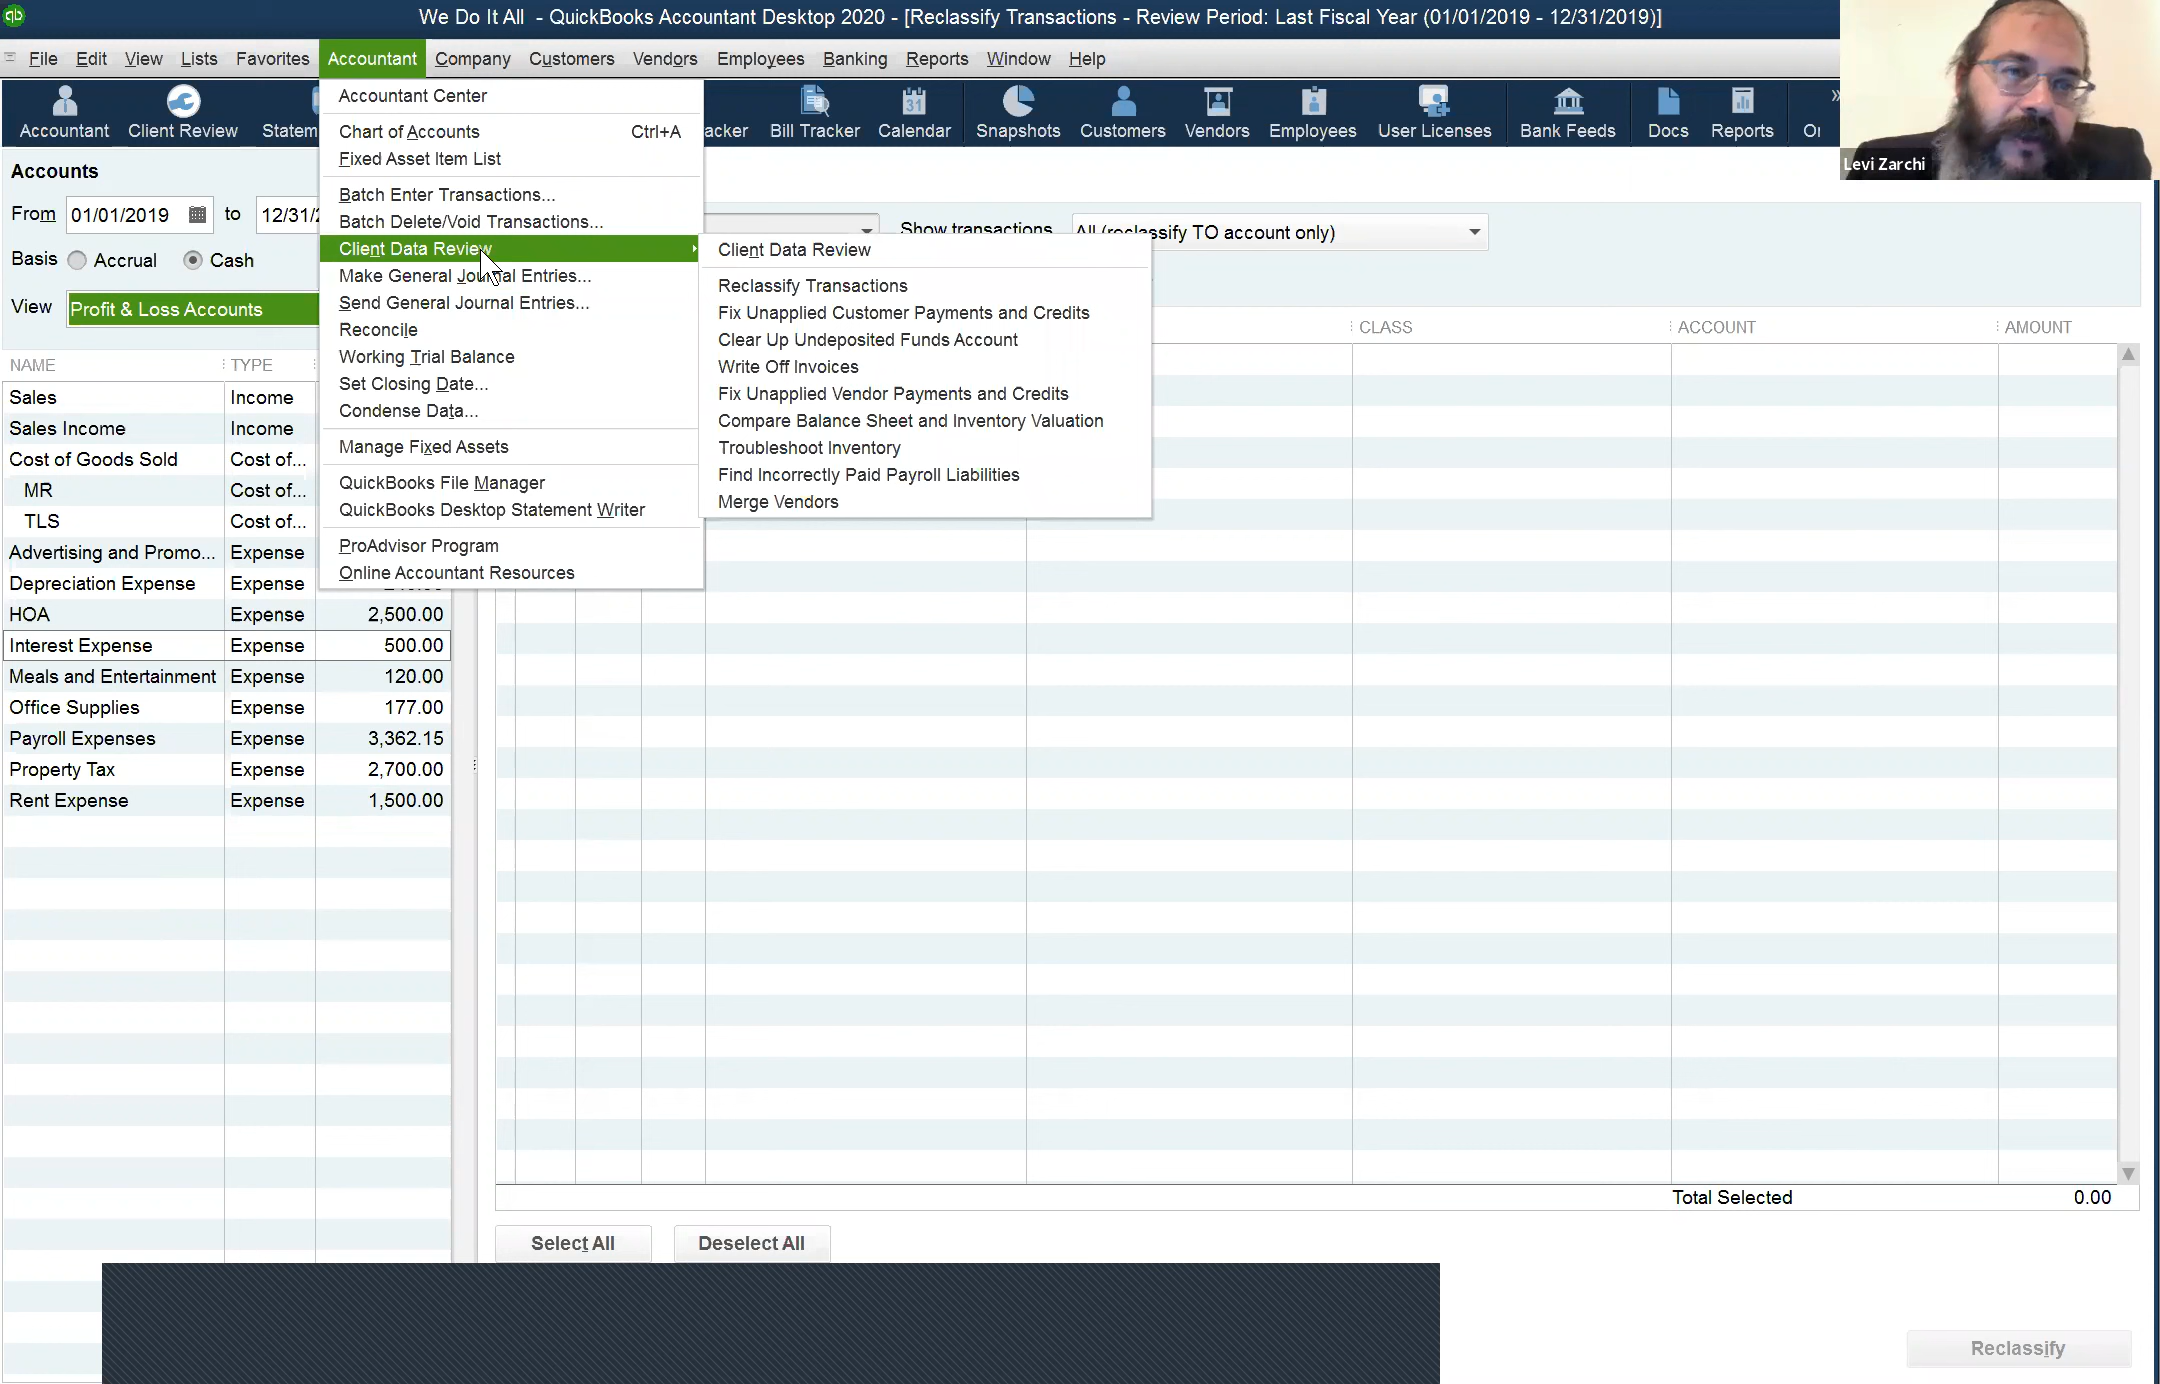 We Do It All - QuickBooks Accountant Desktop 2020 - [Reclassify Transactions - Review Period: Last Fiscal Year (01/01/2019 - 12/31/2019)]
File Edit View Lists Favorites Accountant Company Customers Vendors Employees Banking Reports Window Help
Accountant Client Review Statem acker Bill Tracker Calendar Snapshots Customers Vendors Employees User Licenses Bank Feeds Docs Reports
Levi Zarchi
Accounts
From 01/01/2019 to 12/31/2
Basis Accrual Cash
View Profit & Loss Accounts
NAME TYPE
Sales Income
Sales Income Income
Cost of Goods Sold Cost of...
MR Cost of...
TLS Cost of...
Advertising and Promo... Expense
Depreciation Expense Expense
HOA Expense 2,500.00
Interest Expense Expense 500.00
Meals and Entertainment Expense 120.00
Office Supplies Expense 177.00
Payroll Expenses Expense 3,362.15
Property Tax Expense 2,700.00
Rent Expense Expense 1,500.00
Accountant Center
Chart of Accounts Ctrl+A
Fixed Asset Item List
Batch Enter Transactions...
Batch Delete/Void Transactions...
Client Data Review
Make General Journal Entries...
Send General Journal Entries...
Reconcile
Working Trial Balance
Set Closing Date...
Condense Data...
Manage Fixed Assets
QuickBooks File Manager
QuickBooks Desktop Statement Writer
ProAdvisor Program
Online Accountant Resources
Show transactions All (reclassify TO account only)
Client Data Review
Reclassify Transactions
Fix Unapplied Customer Payments and Credits
Clear Up Undeposited Funds Account
Write Off Invoices
Fix Unapplied Vendor Payments and Credits
Compare Balance Sheet and Inventory Valuation
Troubleshoot Inventory
Find Incorrectly Paid Payroll Liabilities
Merge Vendors
CLASS ACCOUNT AMOUNT
Total Selected 0.00
Select All Deselect All
Reclassify